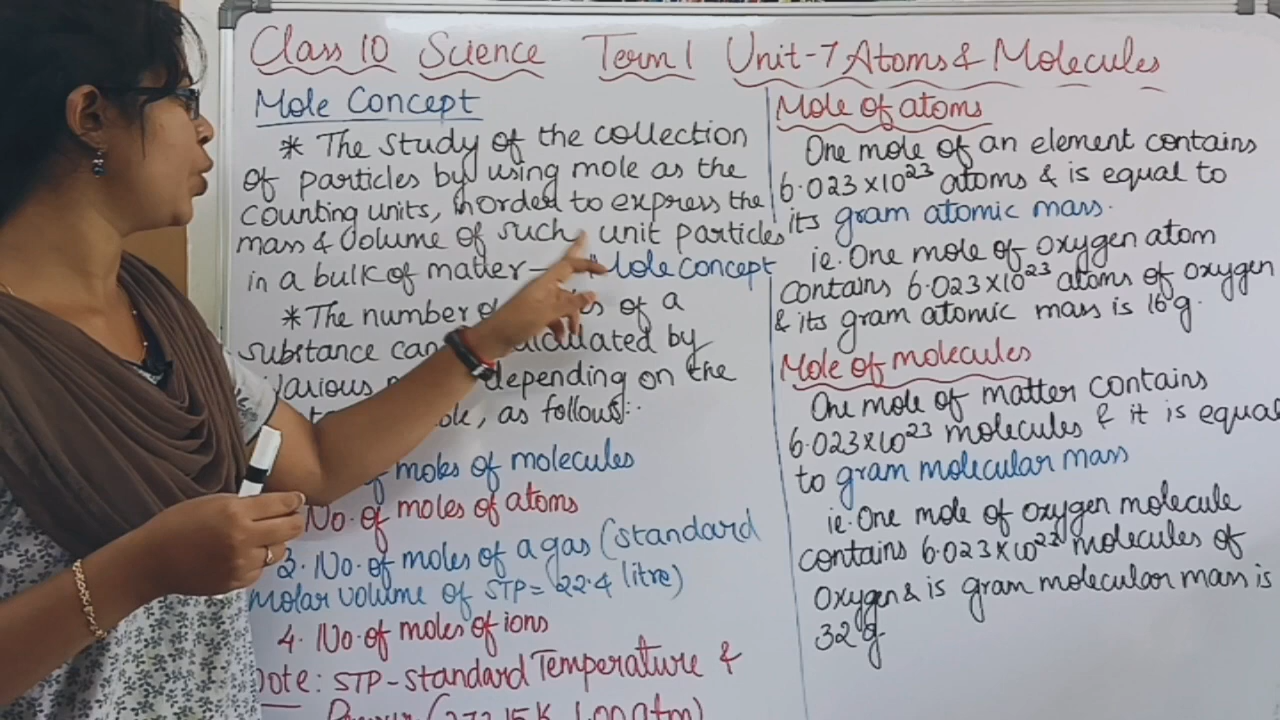 Class 10 Science Term 1 Unit-7 Atoms & Molecules
Mole Concept
* The study of the collection
of particles by using mole as the
counting units, inorded to express the
mass & volume of such unit particles
in a bulk of matter- Mole concept
* The number of a
substance can calculated by
depending on the
as follows:-
moles of molecules
No. of moles of atoms
3. No. of moles of a gas (standard
molar volume of STP = 22.4 litre)
4. No of moles of ions
Note: STP - standard Temperature &
Mole of atoms
One mole of an element contains
6.023×10²³ atoms & is equal to
its gram atomic mass.
ie. One mole of oxygen atom
contains 6.023×10²³ atoms of oxygen
& its gram atomic mass is 16g.
Mole of molecules
One mole of matter contains
6.023×10²³ molecules & it is equal
to gram molecular mass
ie. One mole of oxygen molecule
contains 6.023×10²³ molecules of
oxygen & is gram molecular mass is
32 g